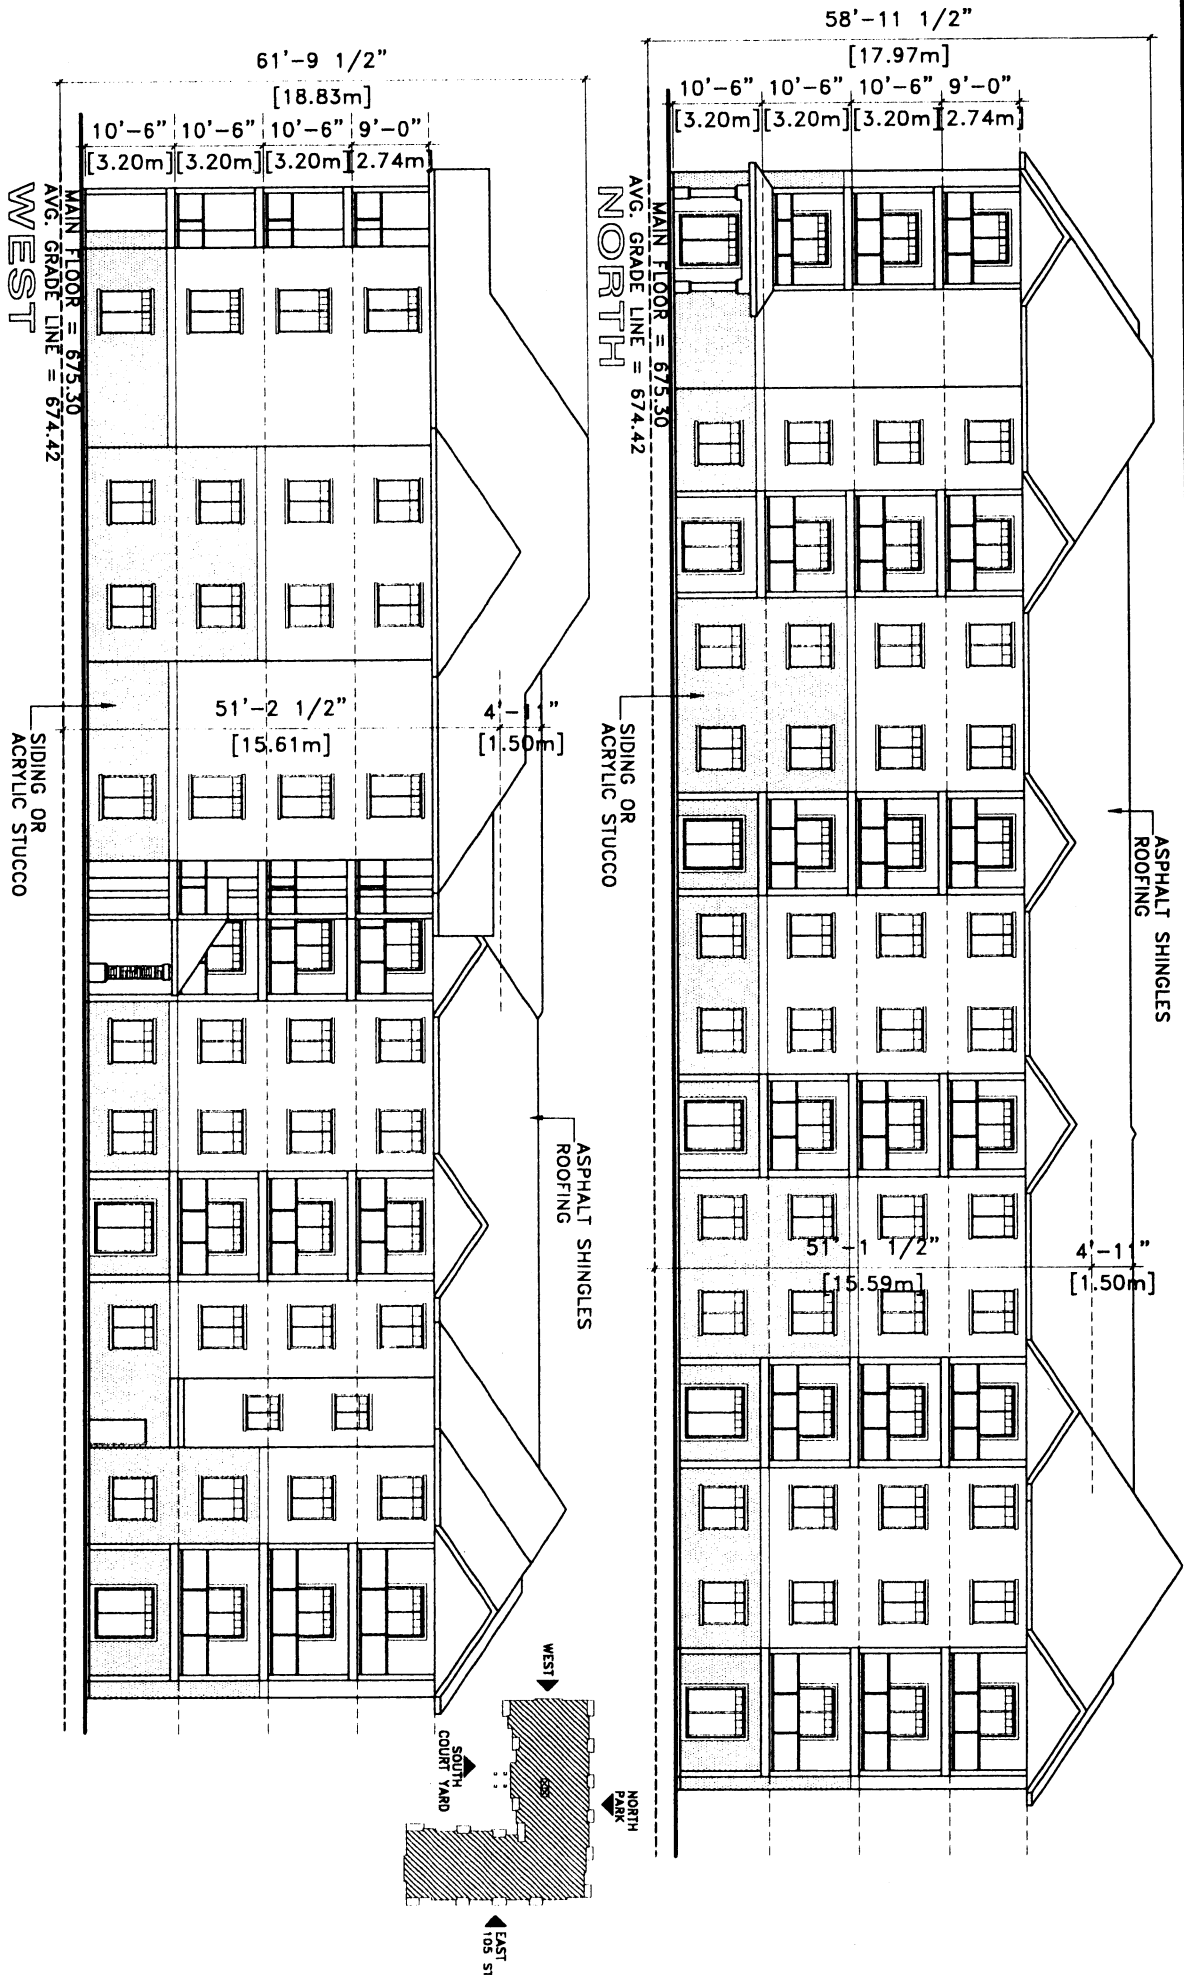 58'-11 1/2"
[17.97m]
10'-6" 10'-6" 10'-6" 9'-0"
[3.20m] [3.20m] [3.20m] [2.74m]
MAIN FLOOR = 675.30
AVG. GRADE LINE = 674.42
NORTH
SIDING OR
ACRYLIC STUCCO
ASPHALT SHINGLES
ROOFING
51'-1 1/2"
[15.59m]
4'-11"
[1.50m]
61'-9 1/2"
[18.83m]
10'-6" 10'-6" 10'-6" 9'-0"
[3.20m] [3.20m] [3.20m] [2.74m]
MAIN FLOOR = 675.30
AVG. GRADE LINE = 674.42
WEST
51'-2 1/2"
[15.61m]
4'-11"
[1.50m]
SIDING OR
ACRYLIC STUCCO
ASPHALT SHINGLES
ROOFING
WEST
NORTH
PARK
SOUTH
COURT YARD
EAST
105 ST